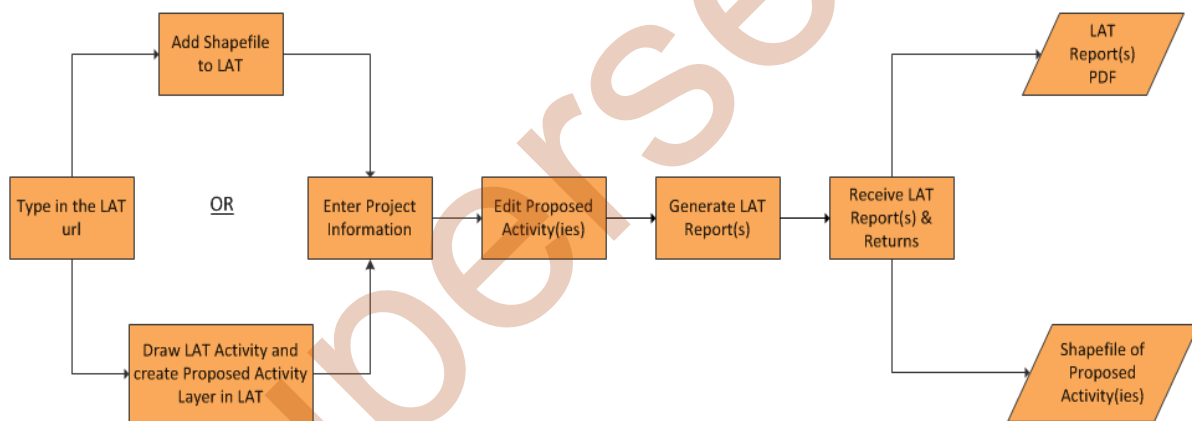 Type in the LAT
url
Add Shapefile
to LAT
OR
Draw LAT Activity and
create Proposed Activity
Layer in LAT
Enter Project
Information
Edit Proposed
Activity(ies)
Generate LAT
Report(s)
Receive LAT
Report(s) &
Returns
LAT
Report(s)
PDF
Shapefile of
Proposed
Activity(ies)
perse